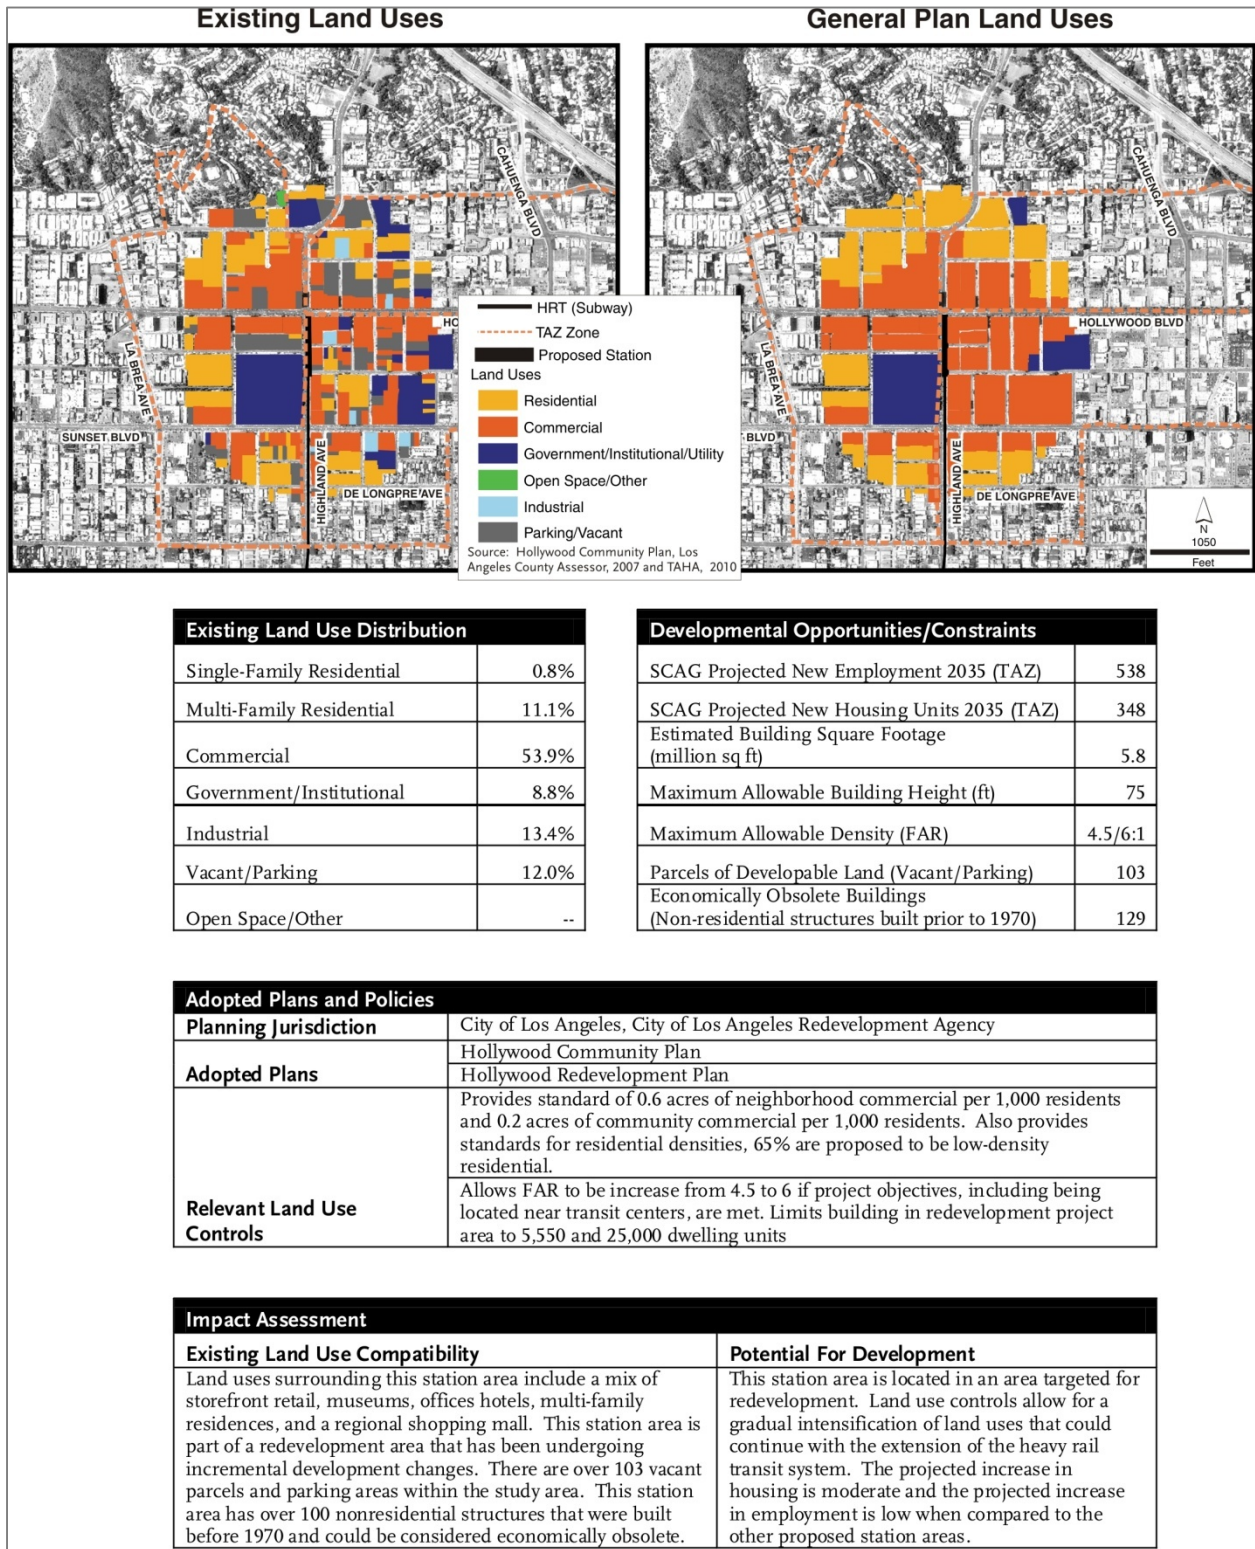 Existing Land Uses
General Plan Land Uses
CAHUENGA BLVD
LA BREA AVE
HO
SUNSET BLVD
HIGHLAND AVE
DE LONGPRE AVE
HRT (Subway)
TAZ Zone
Proposed Station
Land Uses
Residential
Commercial
Government/Institutional/Utility
Open Space/Other
Industrial
Parking/Vacant
Source: Hollywood Community Plan, Los
Angeles County Assessor, 2007 and TAHA, 2010
CAHUENGA BLVD
HOLLYWOOD BLVD
LA BREA AVE
BLVD
HIGHLAND AVE
DE LONGPRE AVE
N
1050
Feet
Existing Land Use Distribution
Single-Family Residential 0.8%
Multi-Family Residential 11.1%
Commercial 53.9%
Government/Institutional 8.8%
Industrial 13.4%
Vacant/Parking 12.0%
Open Space/Other --
Developmental Opportunities/Constraints
SCAG Projected New Employment 2035 (TAZ) 538
SCAG Projected New Housing Units 2035 (TAZ) 348
Estimated Building Square Footage
(million sq ft) 5.8
Maximum Allowable Building Height (ft) 75
Maximum Allowable Density (FAR) 4.5/6:1
Parcels of Developable Land (Vacant/Parking) 103
Economically Obsolete Buildings
(Non-residential structures built prior to 1970) 129
Adopted Plans and Policies
Planning Jurisdiction City of Los Angeles, City of Los Angeles Redevelopment Agency
Adopted Plans
Hollywood Community Plan
Hollywood Redevelopment Plan
Relevant Land Use
Controls
Provides standard of 0.6 acres of neighborhood commercial per 1,000 residents
and 0.2 acres of community commercial per 1,000 residents. Also provides
standards for residential densities, 65% are proposed to be low-density
residential.
Allows FAR to be increase from 4.5 to 6 if project objectives, including being
located near transit centers, are met. Limits building in redevelopment project
area to 5,550 and 25,000 dwelling units
Impact Assessment
Existing Land Use Compatibility
Land uses surrounding this station area include a mix of
storefront retail, museums, offices hotels, multi-family
residences, and a regional shopping mall. This station area is
part of a redevelopment area that has been undergoing
incremental development changes. There are over 103 vacant
parcels and parking areas within the study area. This station
area has over 100 nonresidential structures that were built
before 1970 and could be considered economically obsolete.
Potential For Development
This station area is located in an area targeted for
redevelopment. Land use controls allow for a
gradual intensification of land uses that could
continue with the extension of the heavy rail
transit system. The projected increase in
housing is moderate and the projected increase
in employment is low when compared to the
other proposed station areas.